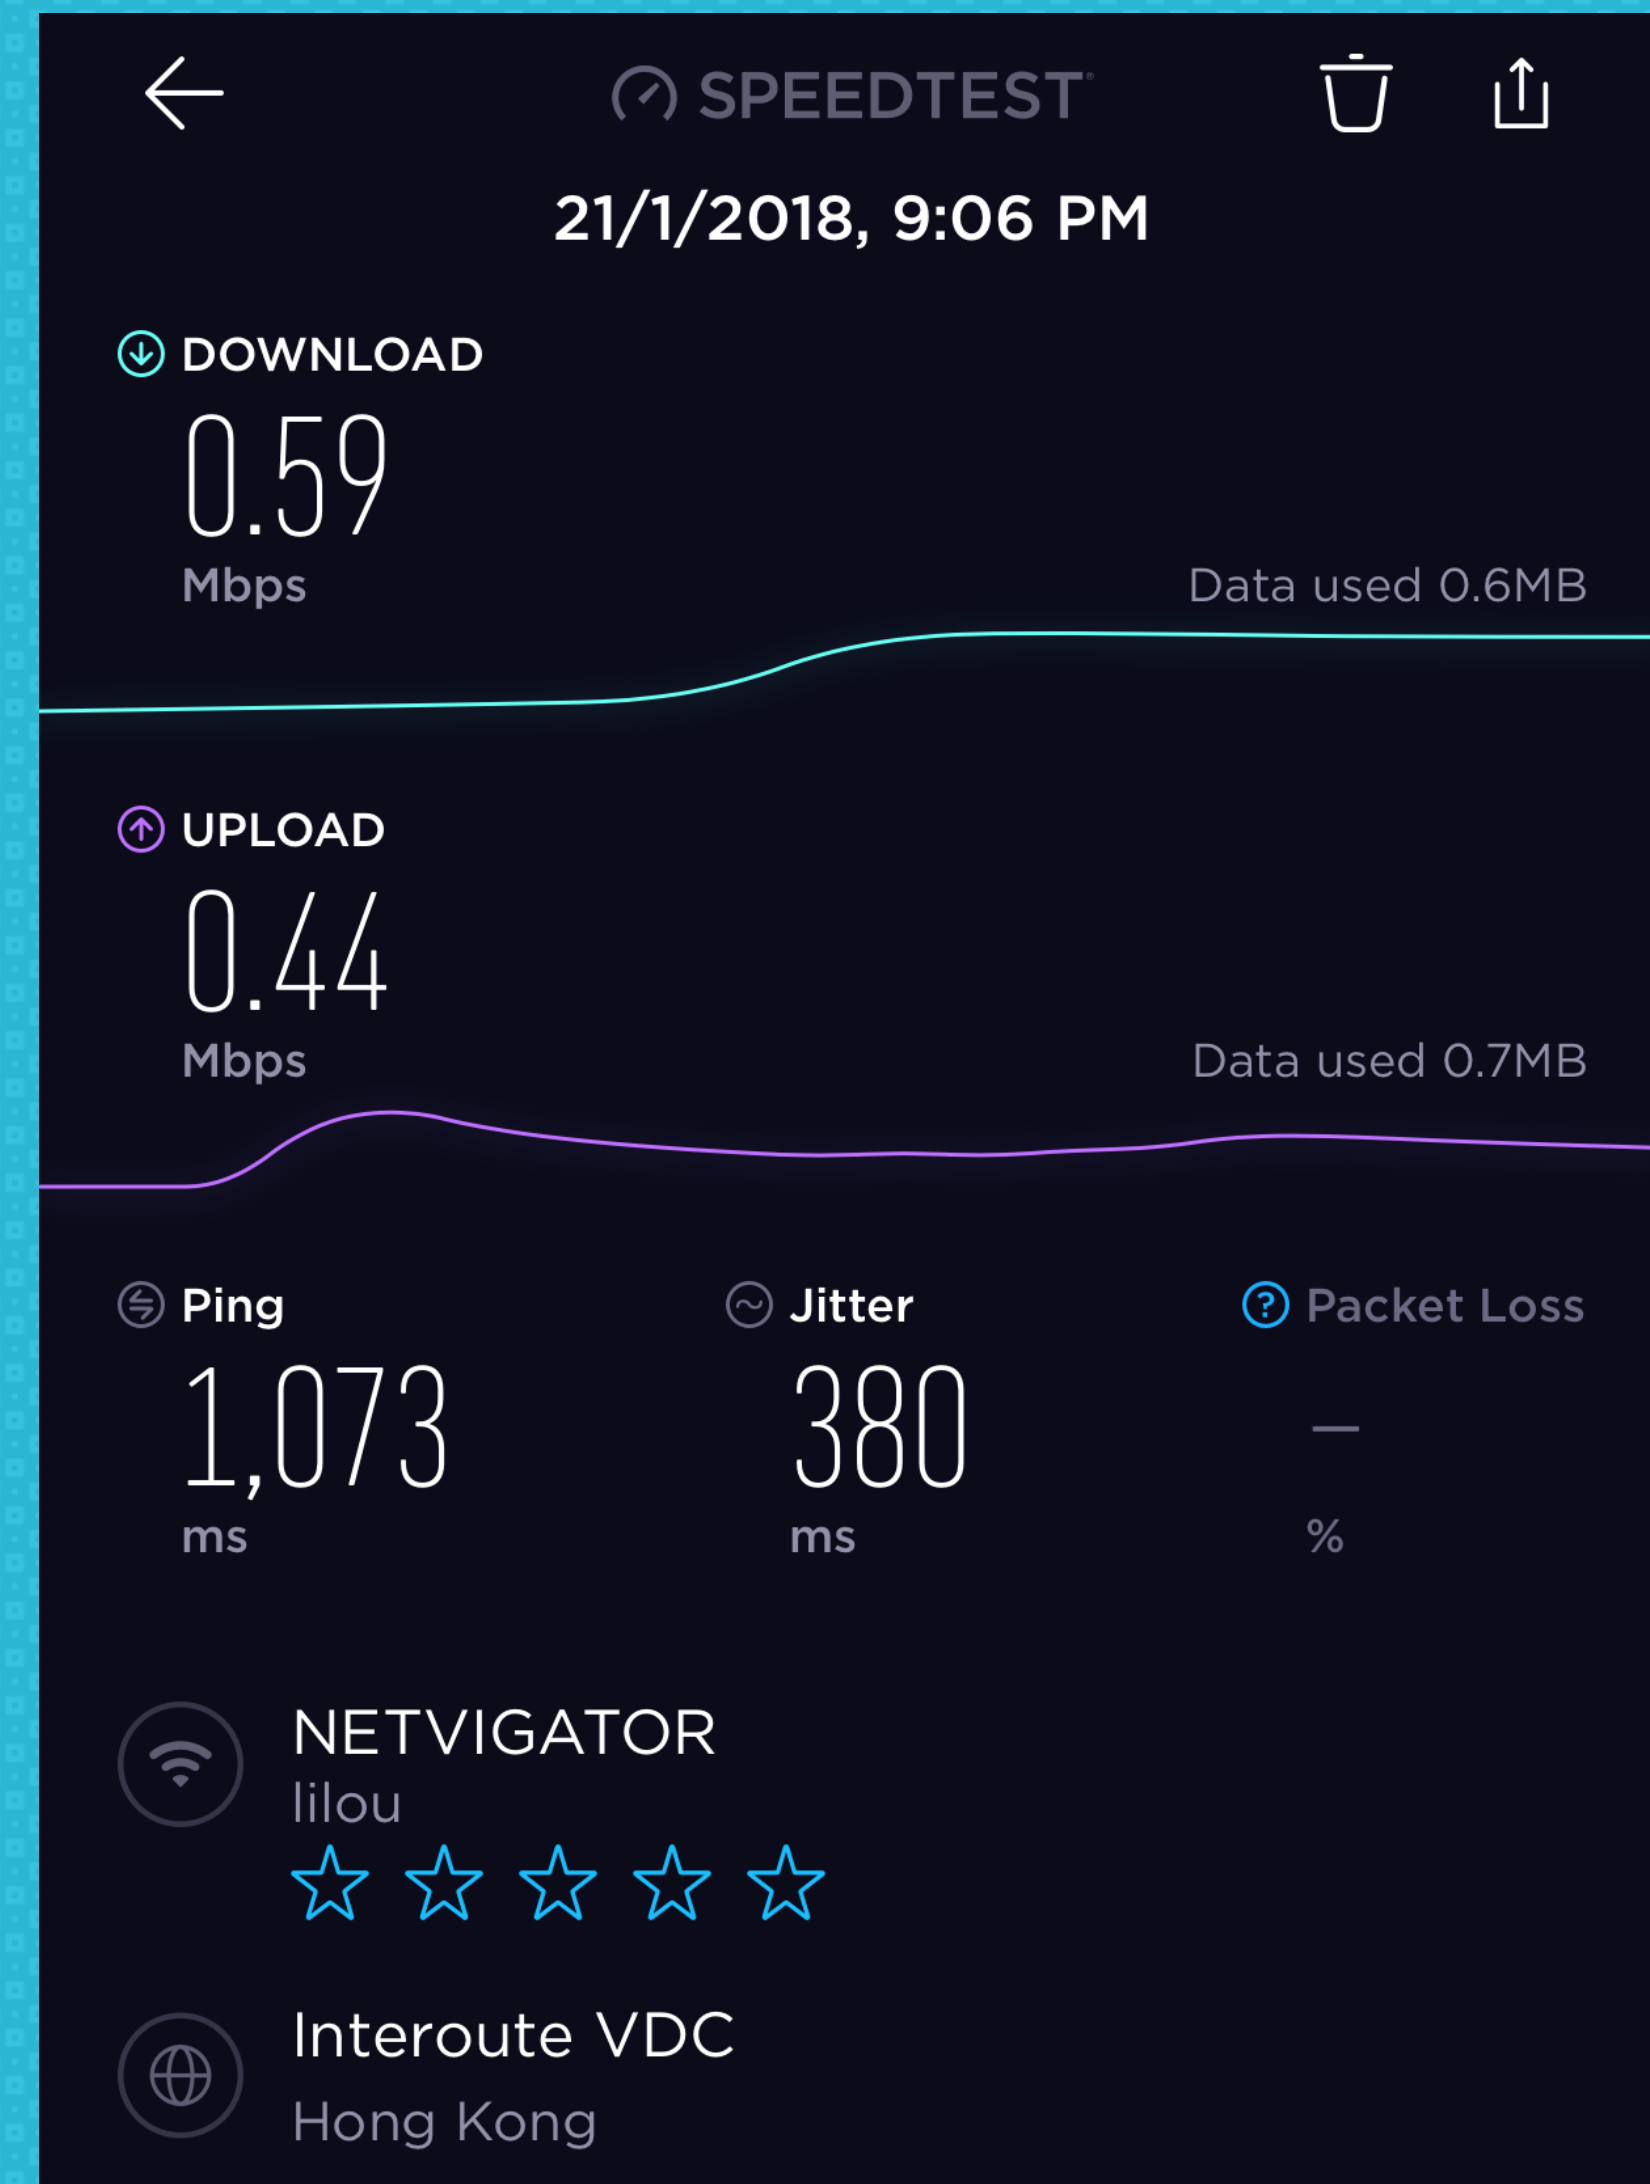 SPEEDTEST®
21/1/2018, 9:06 PM
DOWNLOAD
0.59
Mbps
Data used 0.6MB
UPLOAD
0.44
Mbps
Data used 0.7MB
Ping
Jitter
? Packet Loss
1,073
380
—
ms
ms
%
NETVIGATOR
lilou
Interoute VDC
Hong Kong